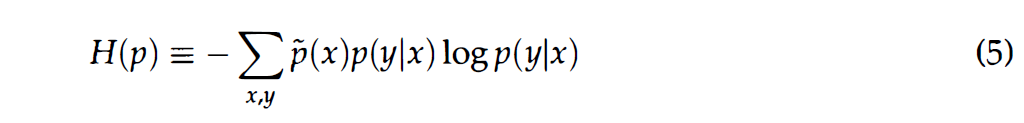 H(p) ≡ − ∑ p̃(x)p(y|x) log p(y|x) (5)
x,y